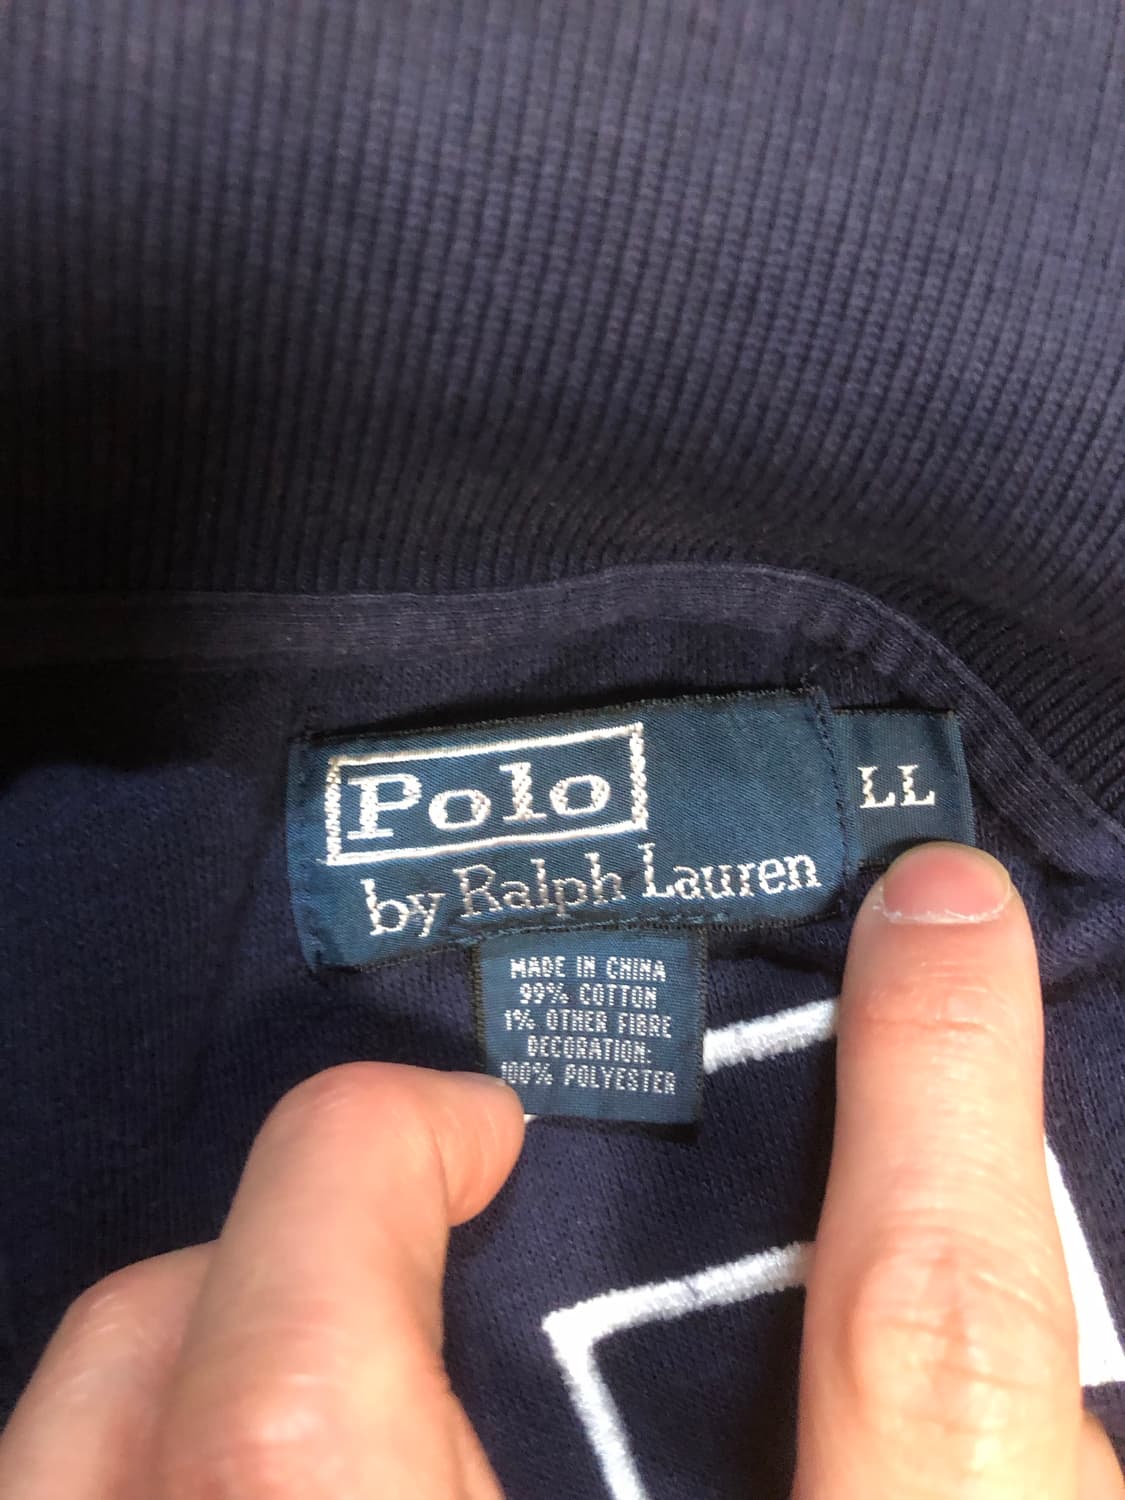 Polo
by Ralph Lauren
LL
MADE IN CHINA
99% COTTON
1% OTHER FIBRE
DECORATION:
100% POLYESTER